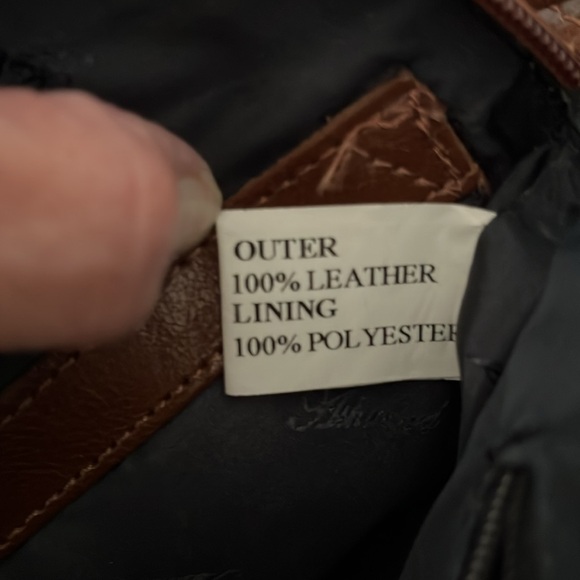 OUTER
100% LEATHER
LINING
100% POLYESTER